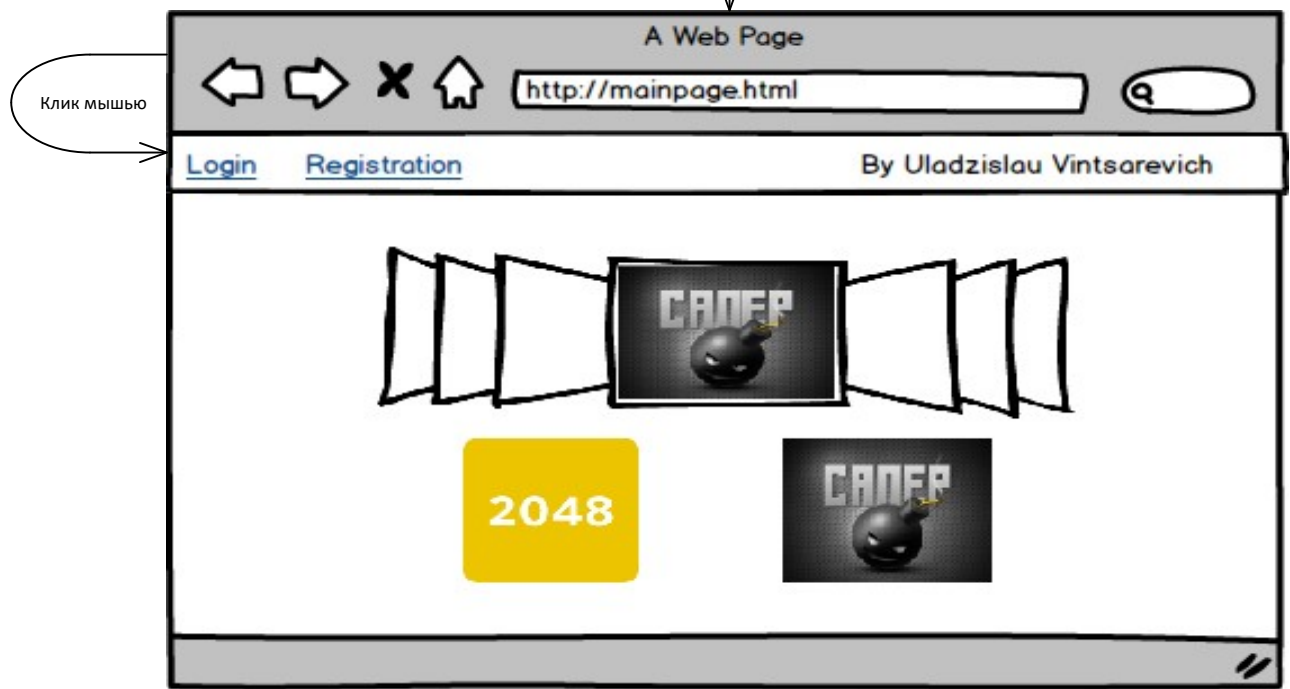 A Web Page
Клик мышью
http://mainpage.html
Login
Registration
By Uladzislau Vintsarevich
САПЕР
2048
САПЕР